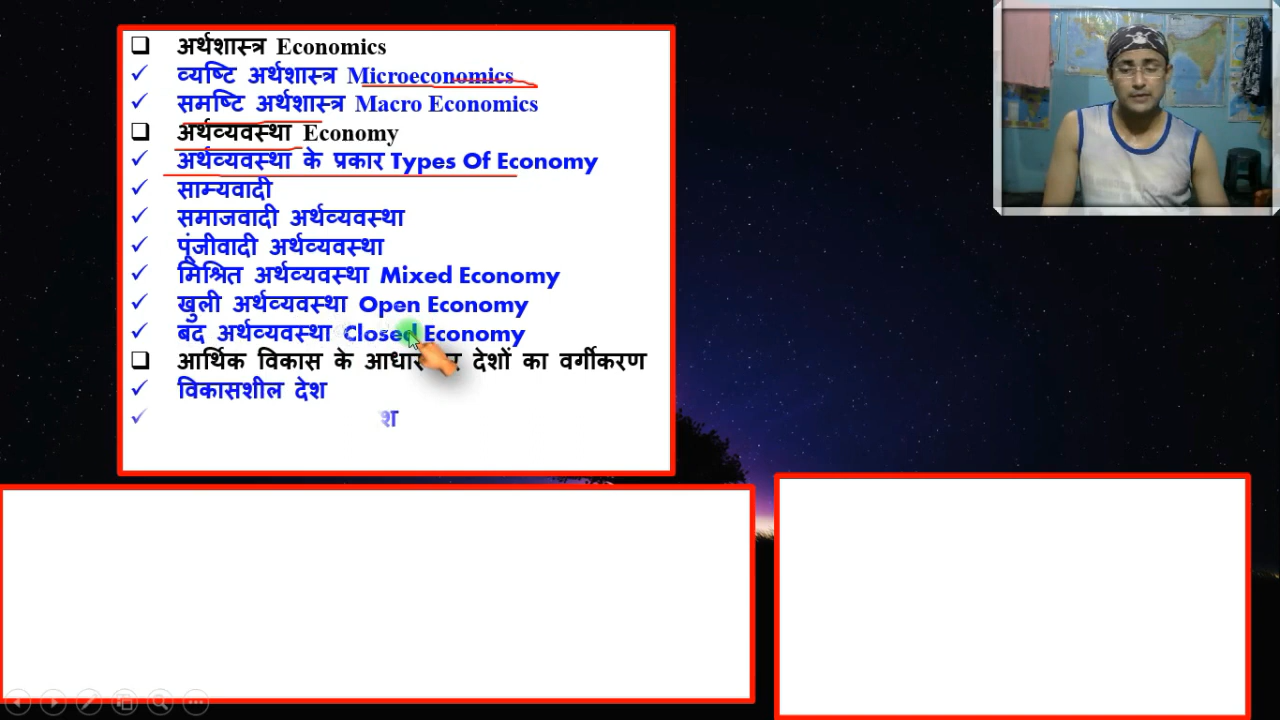 अर्थशास्त्र Economics
व्यष्टि अर्थशास्त्र Microeconomics
समष्टि अर्थशास्त्र Macro Economics
अर्थव्यवस्था Economy
अर्थव्यवस्था के प्रकार Types Of Economy
साम्यवादी
समाजवादी अर्थव्यवस्था
पूंजीवादी अर्थव्यवस्था
मिश्रित अर्थव्यवस्था Mixed Economy
खुली अर्थव्यवस्था Open Economy
बंद अर्थव्यवस्था Closed Economy
आर्थिक विकास के आधार देशों का वर्गीकरण
विकासशील देश